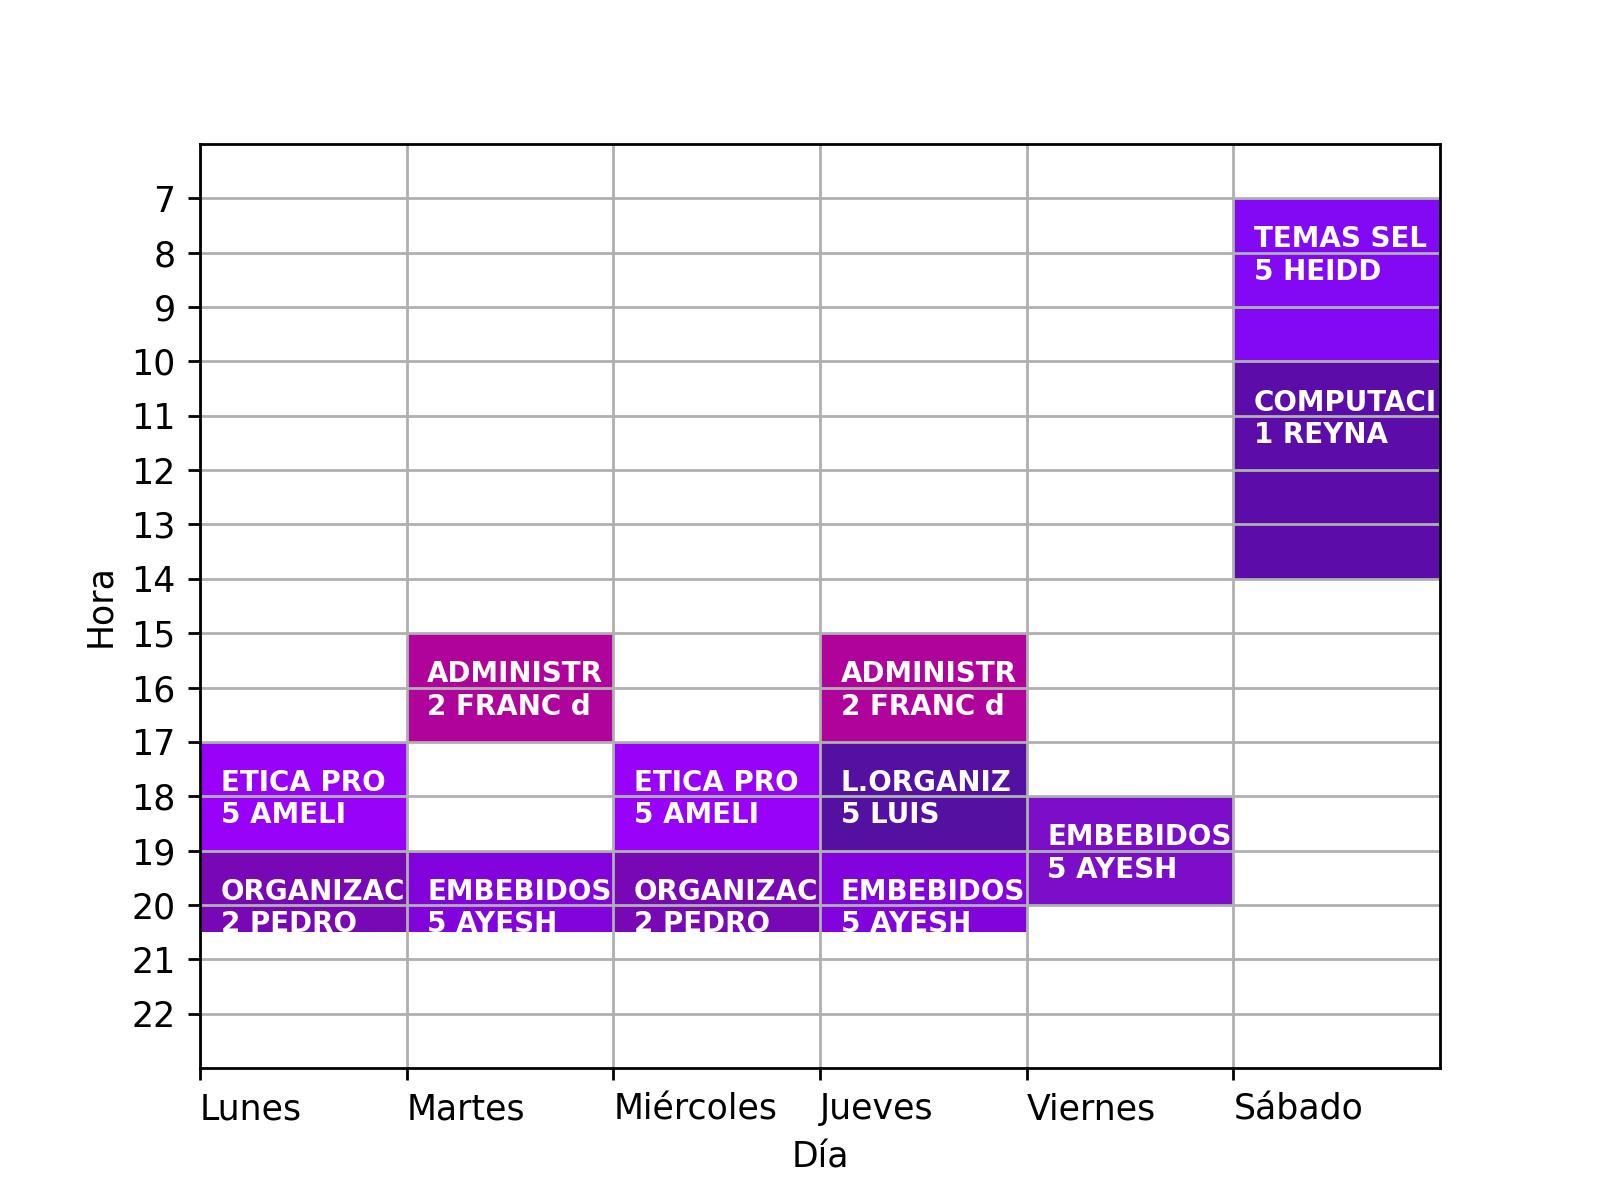 7
TEMAS SEL
8
5 HEIDD
9
10
COMPUTACI
11
1 REYNA
12
13
14
Hora
15
ADMINISTR
ADMINISTR
16
2 FRANC d
2 FRANC d
17
ETICA PRO
ETICA PRO
L.ORGANIZ
18
5 AMELI
5 AMELI
5 LUIS
EMBEBIDOS
19
5 AYESH
ORGANIZAC
EMBEBIDOS
ORGANIZAC
EMBEBIDOS
20
2 PEDRO
5 AYESH
2 PEDRO
5 AYESH
21
22
Lunes
Martes
Miércoles
Jueves
Viernes
Sábado
Día